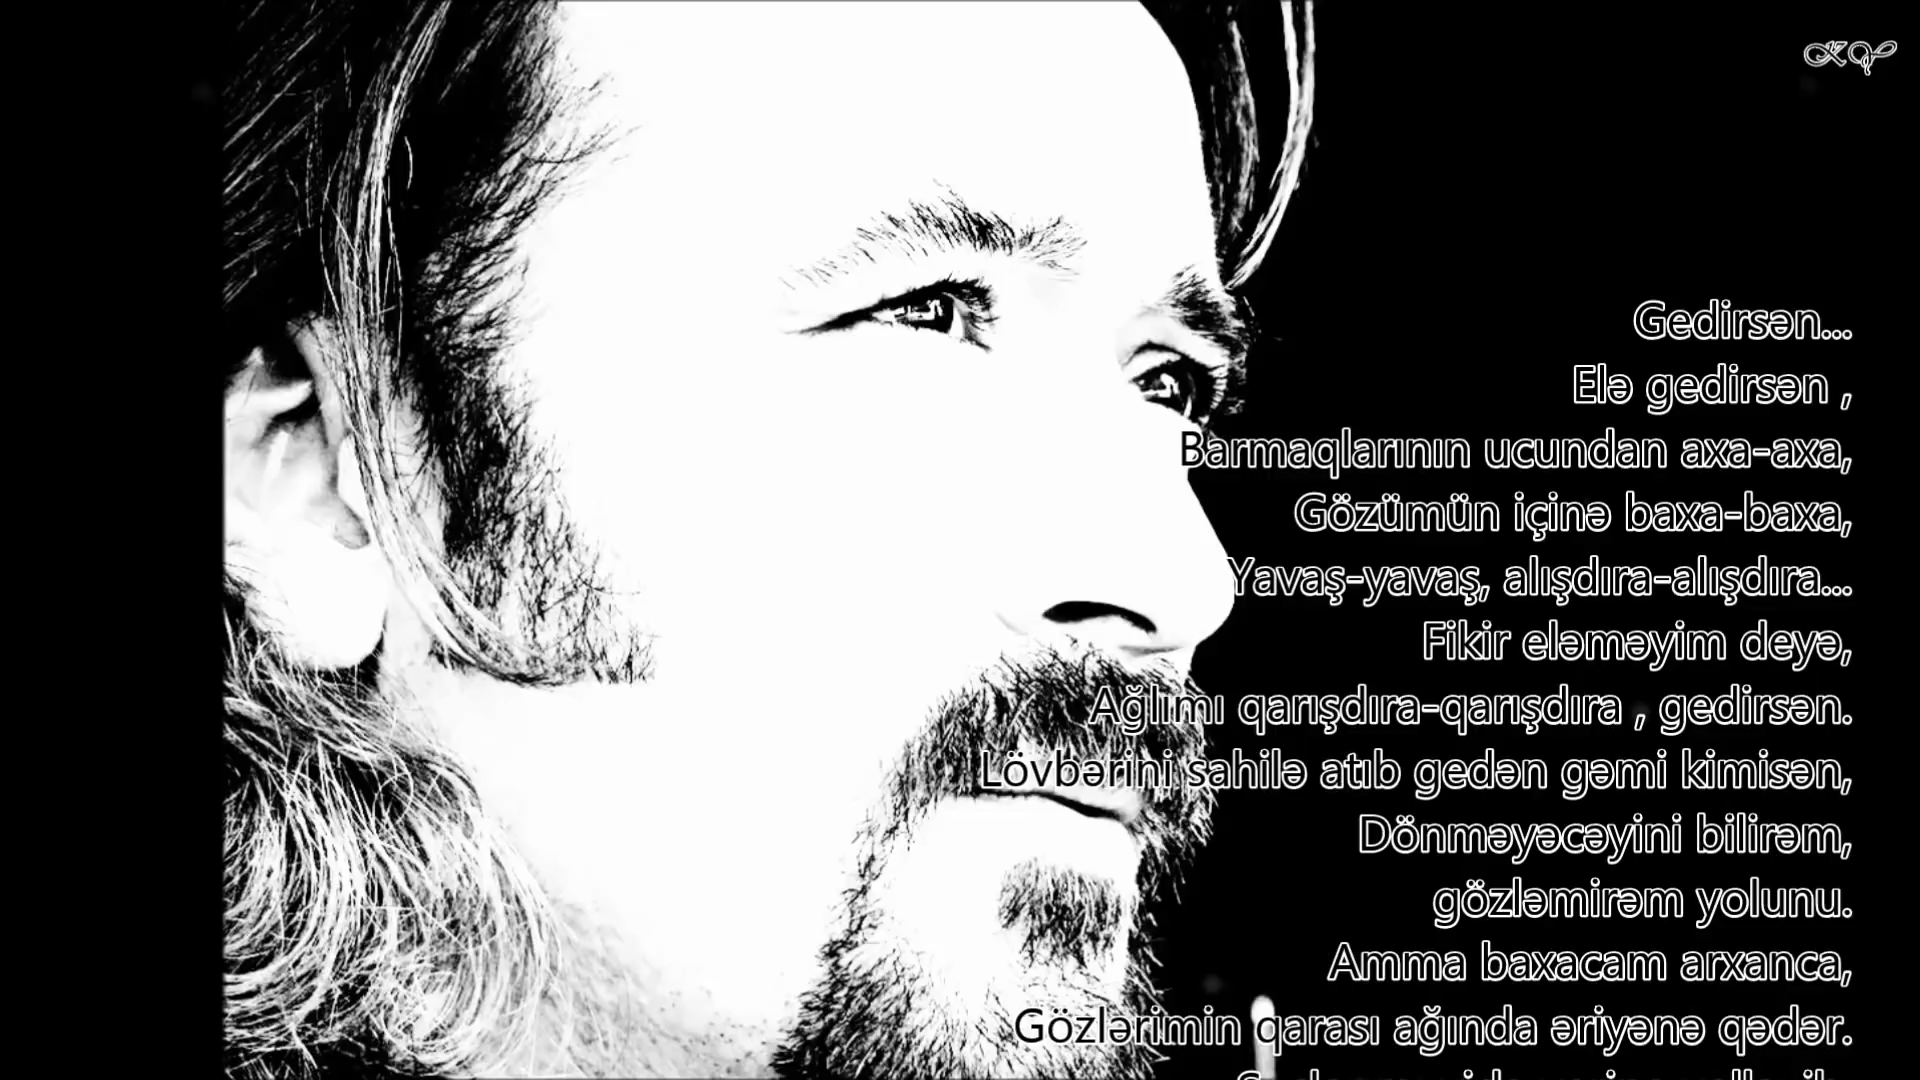 Gedirsən...
Elə gedirsən ,
Barmaqlarının ucundan axa-axa,
Gözümün içinə baxa-baxa,
Yavaş-yavaş, alışdıra-alışdıra...
Fikir eləməyim deyə,
Ağlımı qarışdıra-qarışdıra , gedirsən.
Lövbərini sahilə atıb gedən gəmi kimisən,
Dönməyəcəyini bilirəm,
gözləmirəm yolunu.
Amma baxacam arxanca,
Gözlərimin qarası ağında əriyənə qədər.